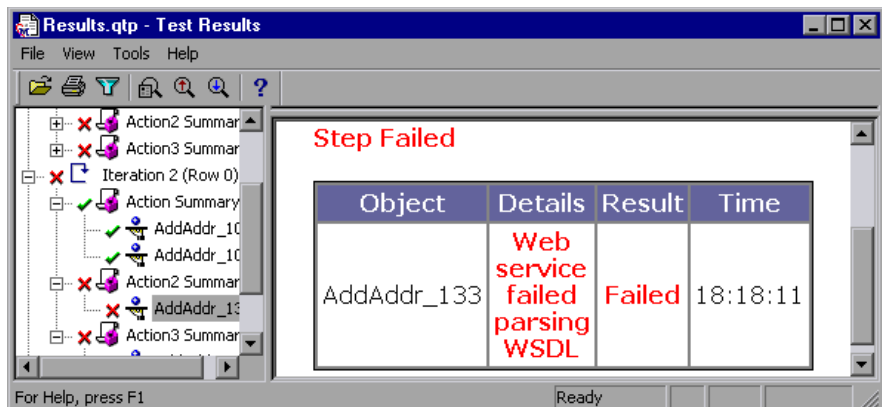 Results.qtp - Test Results
File View Tools Help
Action2 Summar
Action3 Summar
Iteration 2 (Row 0)
Action Summary
AddAddr_10
AddAddr_10
Action2 Summar
AddAddr_13
Action3 Summar
Step Failed
Object Details Result Time
AddAddr_133 Web service failed parsing WSDL Failed 18:18:11
For Help, press F1
Ready